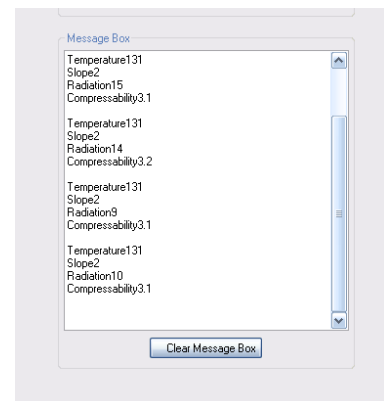 Message Box
Temperature131
Slope2
Radiation15
Compressability3.1
Temperature131
Slope2
Radiation14
Compressability3.2
Temperature131
Slope2
Radiation9
Compressability3.1
Temperature131
Slope2
Radiation10
Compressability3.1
Clear Message Box